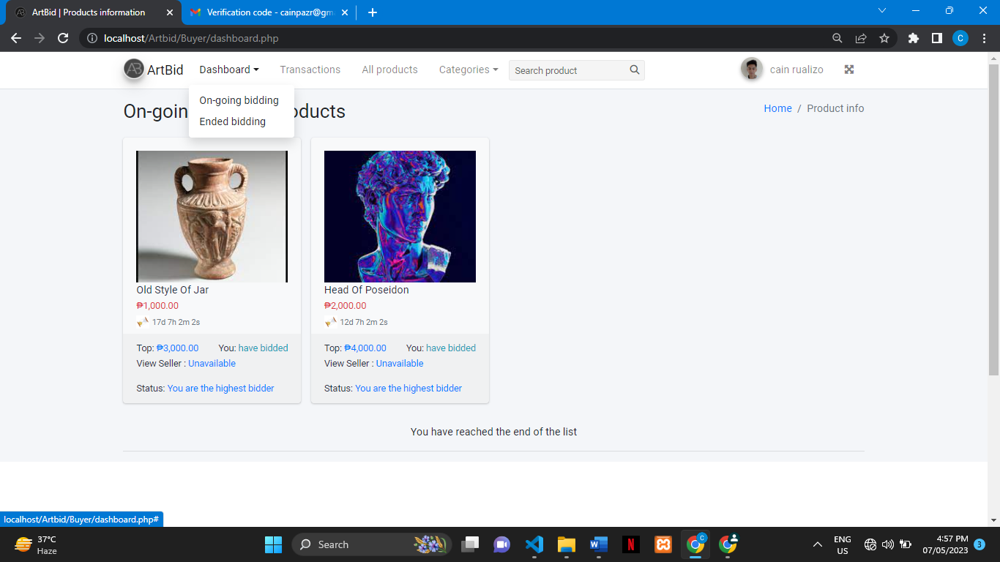 ArtBid | Products information
Verification code - cainpazr@gm
localhost/Artbid/Buyer/dashboard.php
C
AB ArtBid Dashboard Transactions All products Categories Search product cain rualizo
On-going bidding
Ended bidding
On-goin oducts
Home / Product info
Old Style Of Jar
₱1,000.00
17d 7h 2m 2s
Top: ₱3,000.00 You: have bidded
View Seller : Unavailable
Status: You are the highest bidder
Head Of Poseidon
₱2,000.00
12d 7h 2m 2s
Top: ₱4,000.00 You: have bidded
View Seller : Unavailable
Status: You are the highest bidder
You have reached the end of the list
localhost/Artbid/Buyer/dashboard.php#
37°C
Haze
Search
ENG
US
4:57 PM
07/05/2023
3